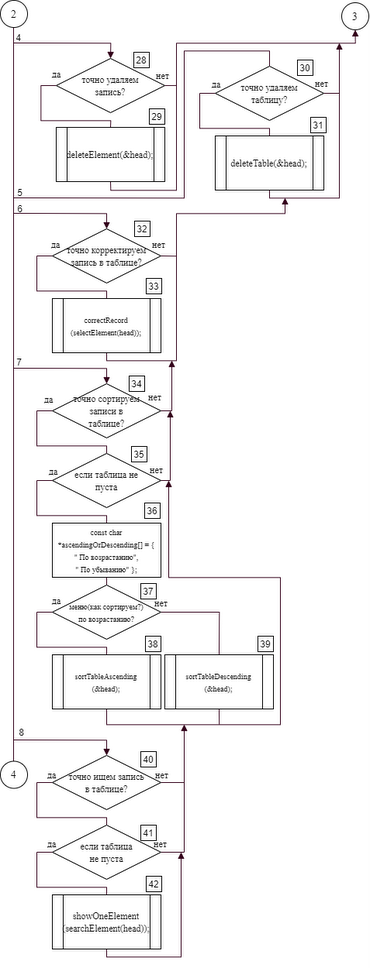 2
3
4
28
да
точно удаляем
запись?
нет
29
deleteElement(&head);
30
да
точно удаляем
таблицу?
нет
31
deleteTable(&head);
5
6
32
да
точно корректируем
запись в таблице?
нет
33
correctRecord
(selectElement(head));
7
34
да
точно сортируем
записи в
таблице?
нет
35
да
если таблица не
пуста
нет
36
const char
*ascendingOrDescending[] = {
" По возрастанию",
" По убыванию" };
37
да
меню(как сортируем?)
по возрастанию?
нет
38
sortTableAscending
(&head);
39
sortTableDescending
(&head);
8
40
да
точно ищем запись
в таблице?
нет
4
41
да
если таблица
не пуста
нет
42
showOneElement
(searchElement(head));